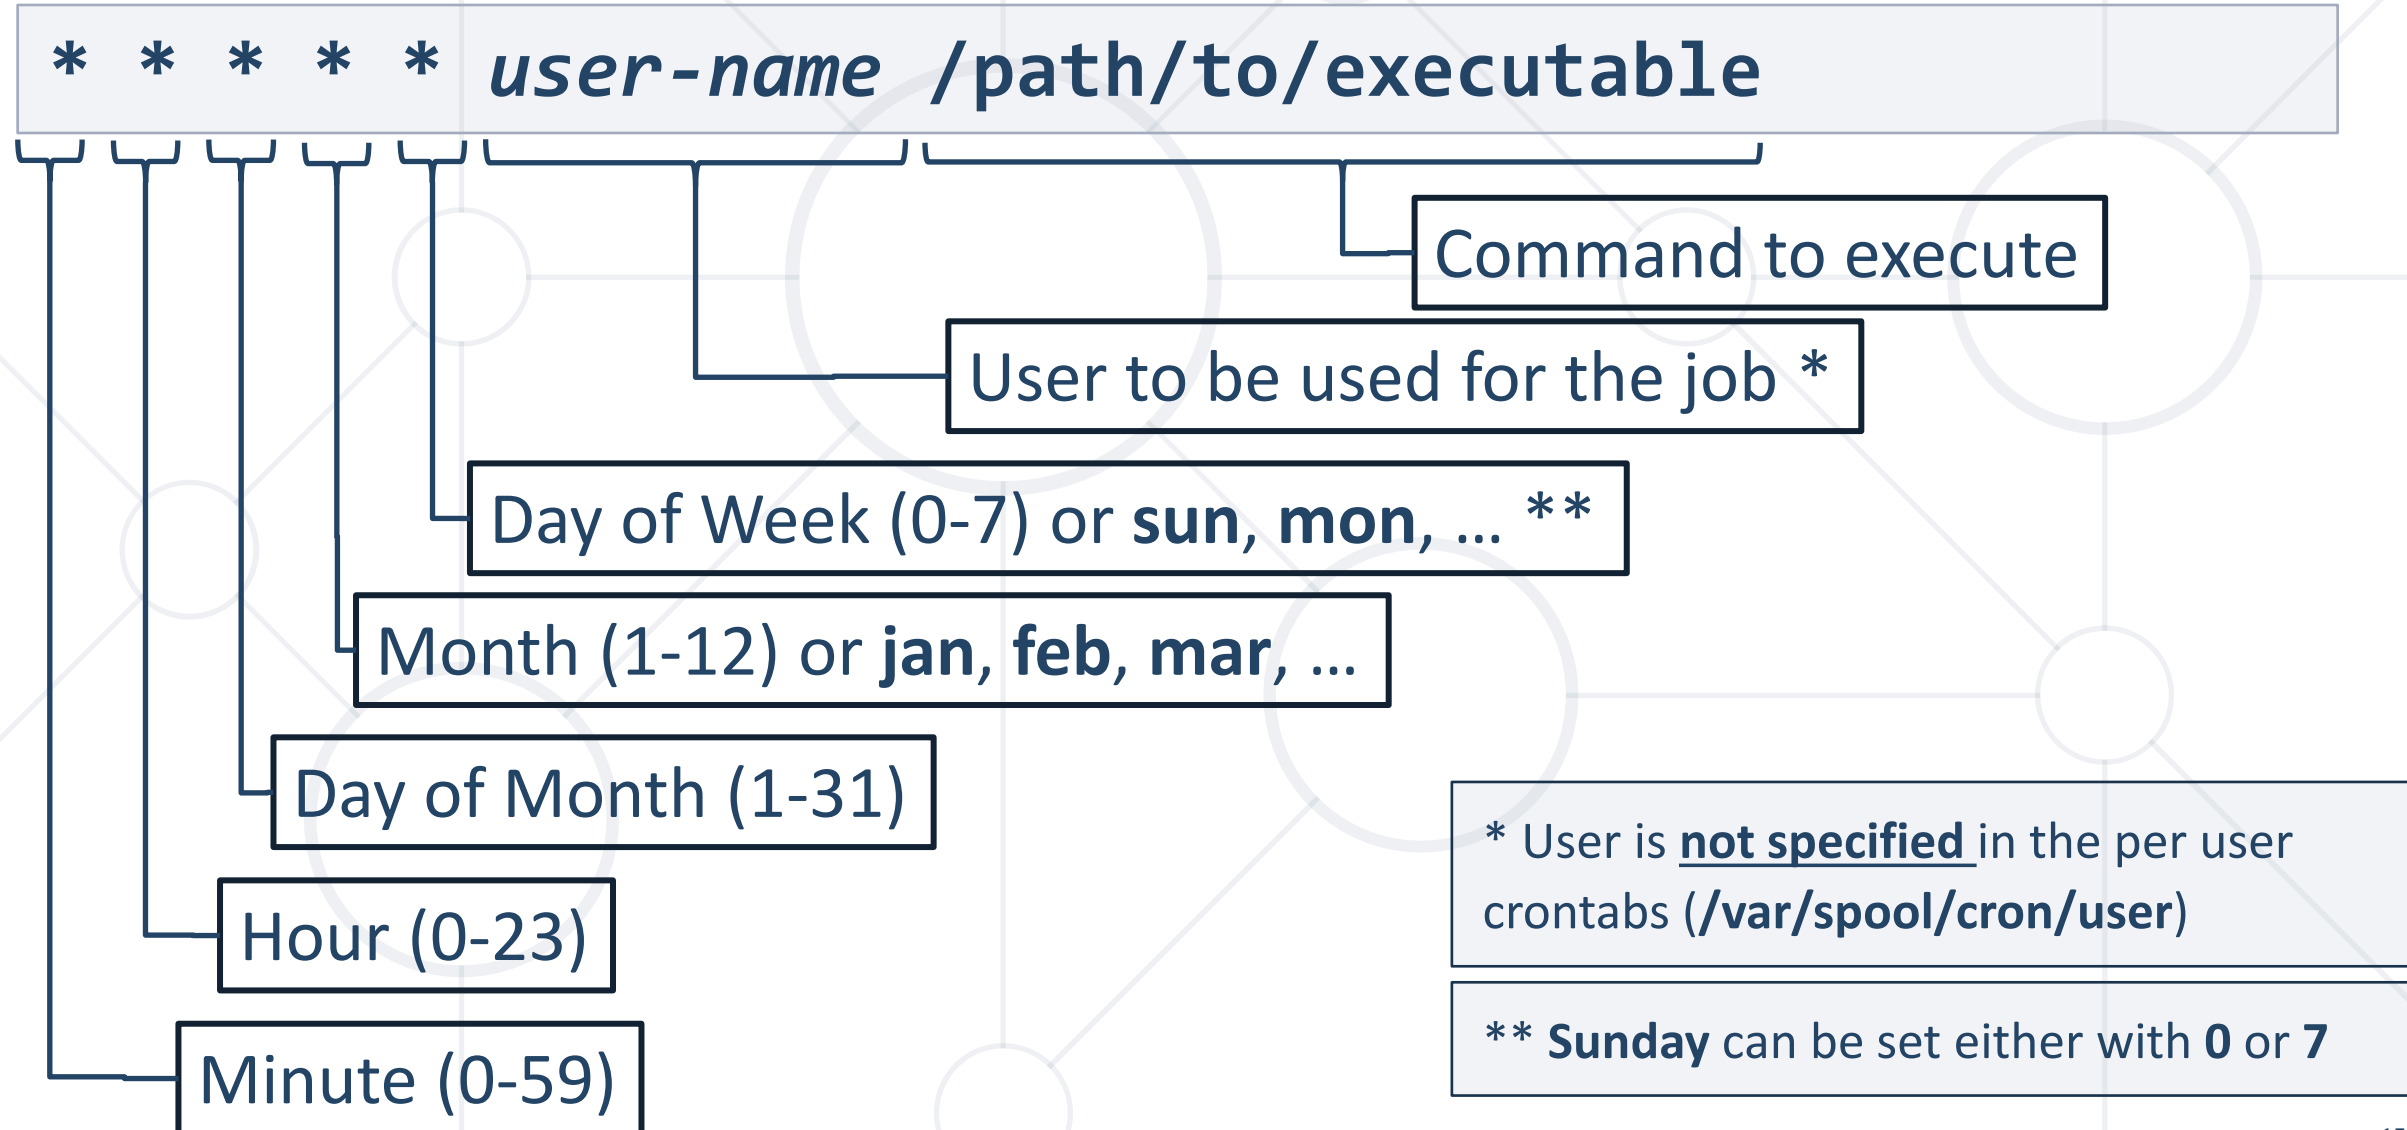 * * * * * user-name /path/to/executable
Command to execute
User to be used for the job *
Day of Week (0-7) or sun, mon, … **
Month (1-12) or jan, feb, mar, …
Day of Month (1-31)
* User is not specified in the per user
crontabs (/var/spool/cron/user)
Hour (0-23)
** Sunday can be set either with 0 or 7
Minute (0-59)